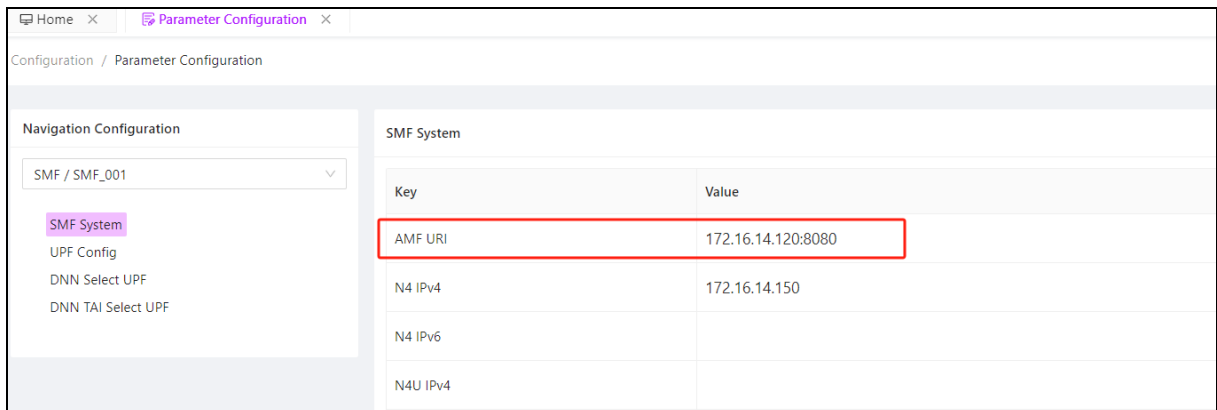 Home × Parameter Configuration ×
Configuration / Parameter Configuration
Navigation Configuration
SMF / SMF_001
SMF System
UPF Config
DNN Select UPF
DNN TAI Select UPF
SMF System
Key Value
AMF URI 172.16.14.120:8080
N4 IPv4 172.16.14.150
N4 IPv6
N4U IPv4